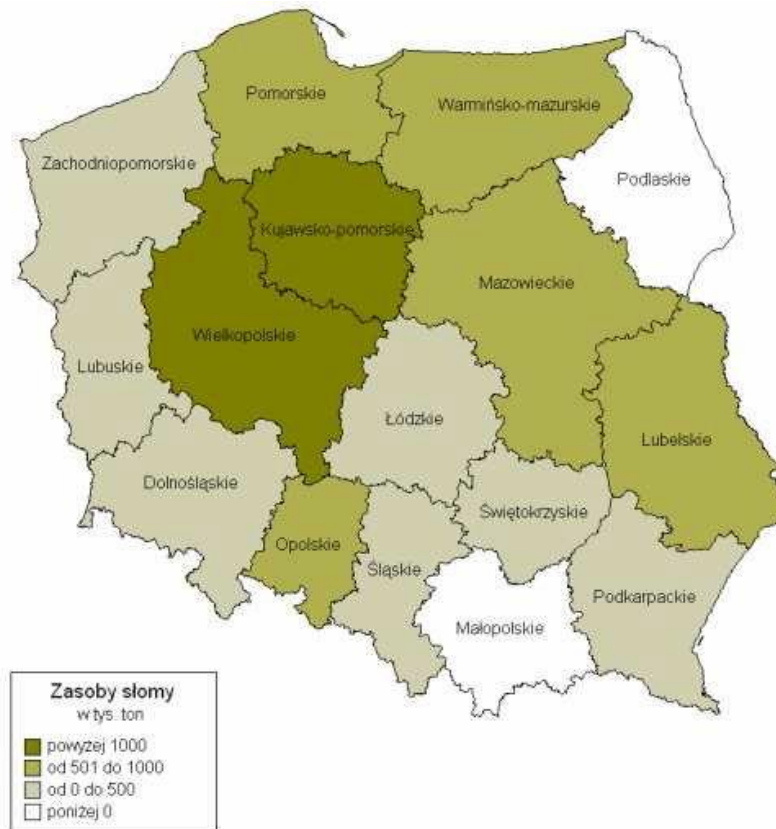 Pomorskie
Warmińsko-mazurskie
Zachodniopomorskie
Podlaskie
Kujawsko-pomorskie
Mazowieckie
Wielkopolskie
Lubuskie
Łódzkie
Lubelskie
Dolnośląskie
Świętokrzyskie
Opolskie
Śląskie
Podkarpackie
Małopolskie
Zasoby słomy
w tys. ton
powyżej 1000
od 501 do 1000
od 0 do 500
poniżej 0